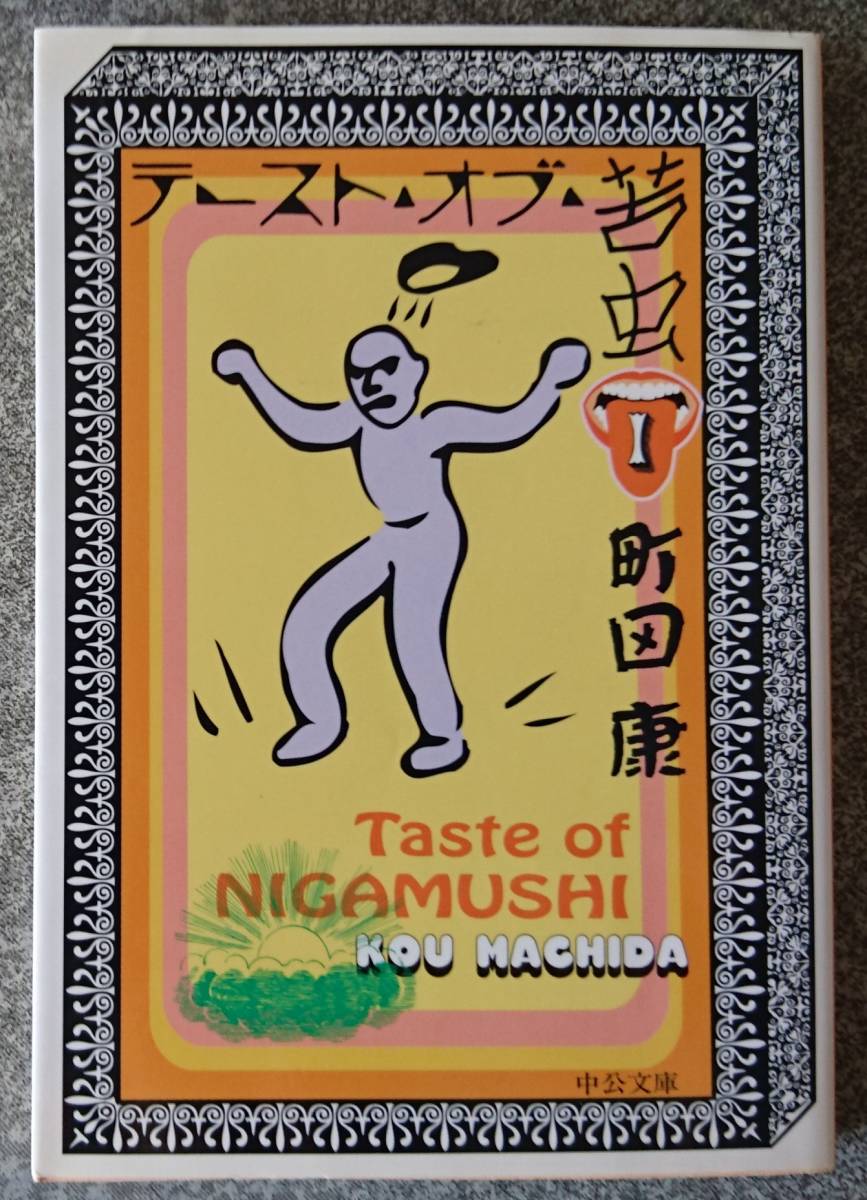 テースト・オブ・苦虫
1
町田康
Taste of
NIGAMUSHI
KOU MACHIDA
中公文庫